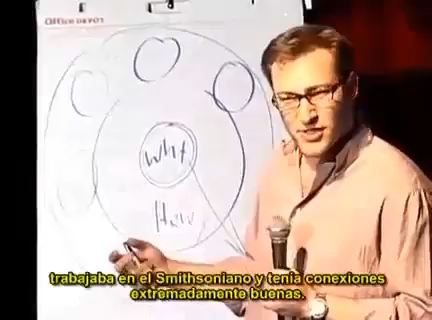 Office DEPOT
Why
How
trabajaba en el Smithsoniano y tenía conexiones
extremadamente buenas.